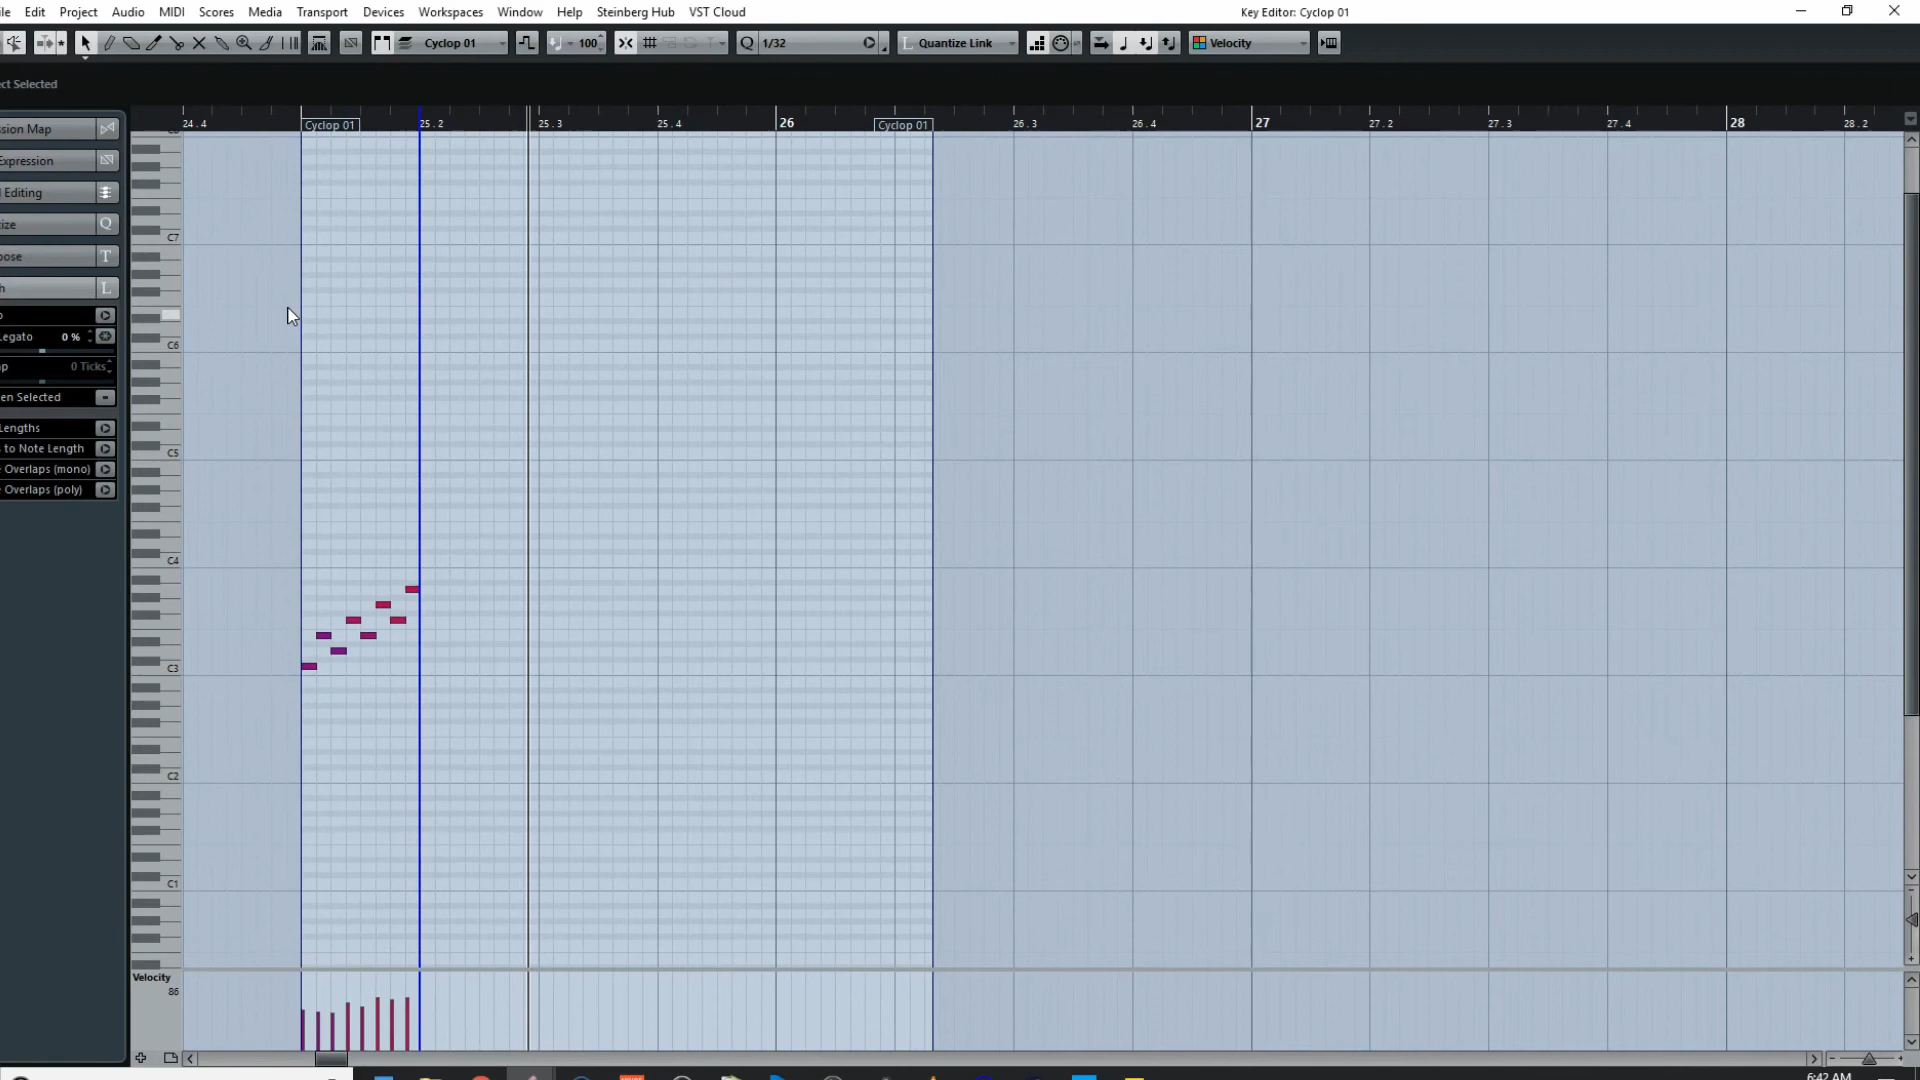 le Edit Project Audio MIDI Scores Media Transport Devices Workspaces Window Help Steinberg Hub VST Cloud Key Editor: Cyclop 01
Cyclop 01 100 Q 1/32 L Quantize Link Velocity
ect Selected
24.4 Cyclop 01 25.2 25.3 25.4 26 Cyclop 01 26.3 26.4 27 27.2 27.3 27.4 28 28.2
sion Map
Expression
l Editing
ize Q
pose T
h L
o
Legato 0 %
p 0 Ticks
en Selected
Lengths
s to Note Length
e Overlaps (mono)
e Overlaps (poly)
C7
C6
C5
C4
C3
C2
C1
Velocity
86
6:42 AM